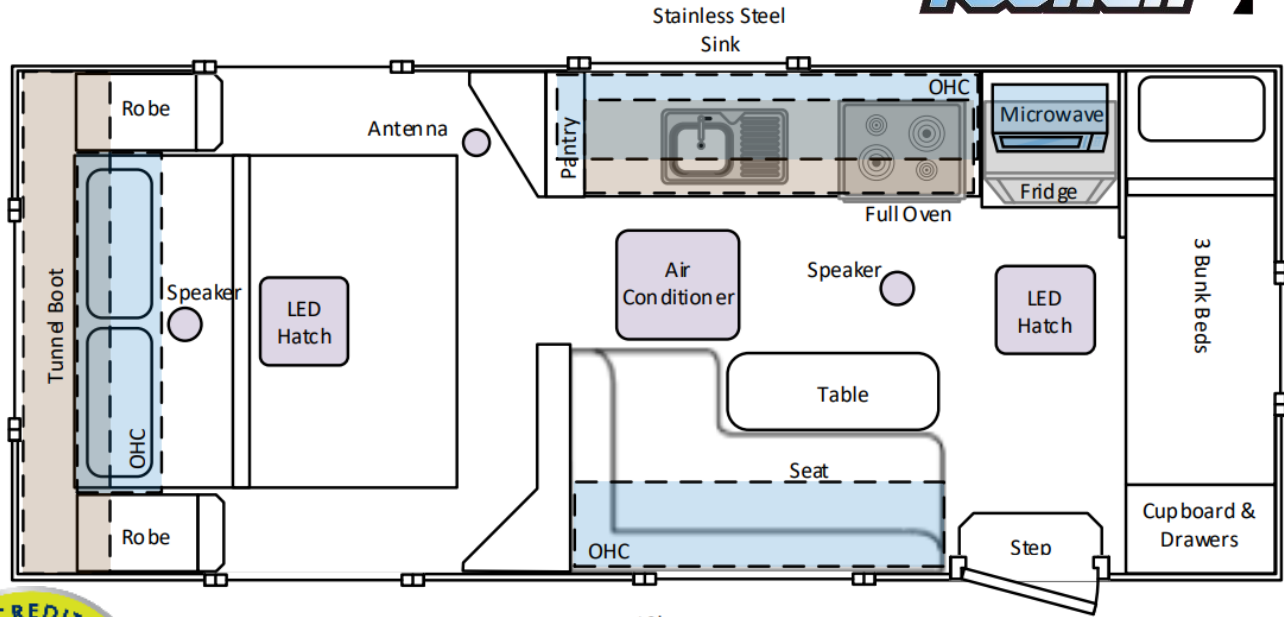 Stainless Steel
Sink
Robe
Antenna
Pantry
OHC
Microwave
Fridge
Full Oven
Tunnel Boot
OHC
Speaker
LED
Hatch
Air
Conditioner
Speaker
LED
Hatch
3 Bunk Beds
Table
Seat
OHC
Robe
Step
Cupboard &
Drawers